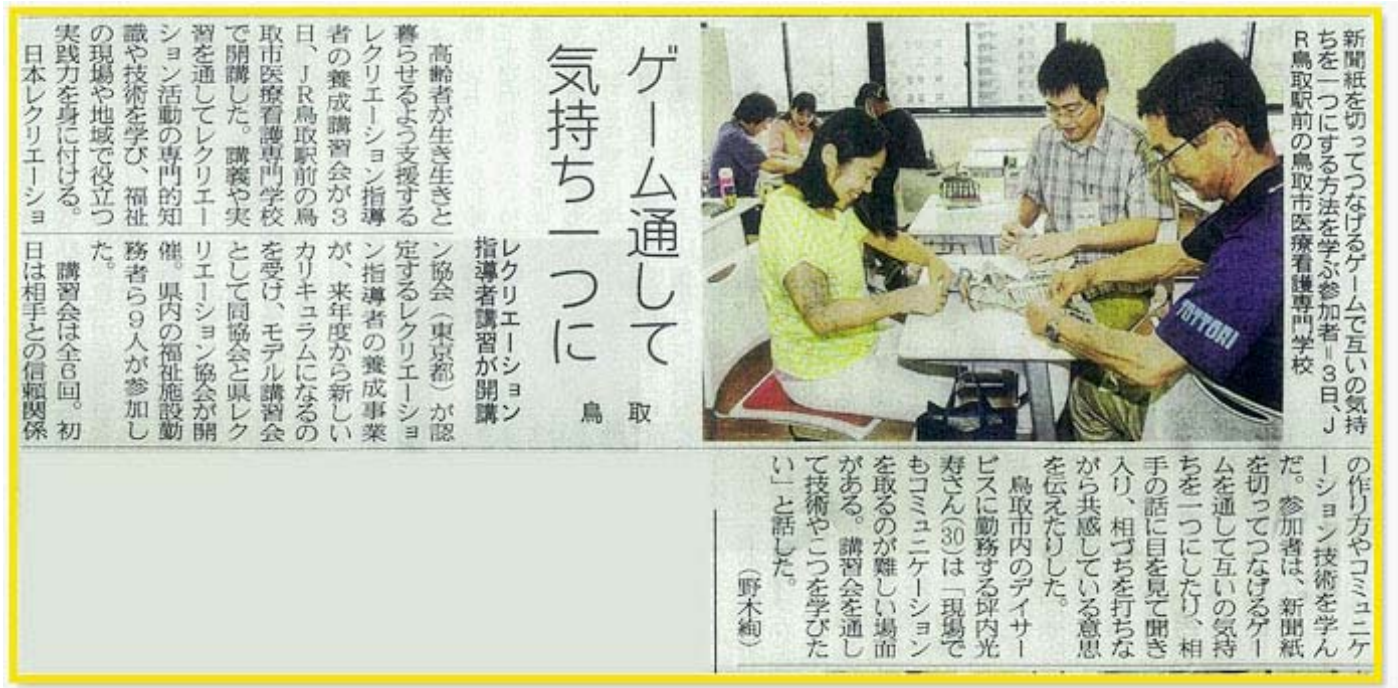 新聞紙を切ってつなげるゲームで互いの気持
ちを一つにする方法を学ぶ参加者＝3日、J
R鳥取駅前の鳥取市医療看護専門学校
TOTTORI
ゲーム通して
気持ち一つに
鳥取
レクリエーション
指導者講習が開講
高齢者が生き生きと
暮らせるよう支援する
レクリエーション指導
者の養成講習会が3
日、JR鳥取駅前の鳥
取市医療看護専門学校
で開講した。講義や実
習を通してレクリエー
ション活動の専門的知
識や技術を学び、福祉
の現場や地域で役立つ
実践力を身に付ける。
日本レクリエーショ
ン協会（東京都）が認
定するレクリエーショ
ン指導者の養成事業
が、来年度から新しい
カリキュラムになるの
を受け、モデル講習会
として同協会と県レク
リエーション協会が開
催。県内の福祉施設勤
務者ら9人が参加し
た。
講習会は全6回。初
日は相手との信頼関係
の作り方やコミュニケ
ーション技術を学ん
だ。参加者は、新聞紙
を切ってつなげるゲー
ムを通して互いの気持
ちを一つにしたり、相
手の話に目を見て聞き
入り、相づちを打ちな
がら共感している意思
を伝えたりした。
鳥取市内のデイサー
ビスに勤務する坪内光
寿さん(30)は「現場で
もコミュニケーション
を取るのが難しい場面
がある。講習会を通し
て技術やこつを学びた
い」と話した。
（野木絢）